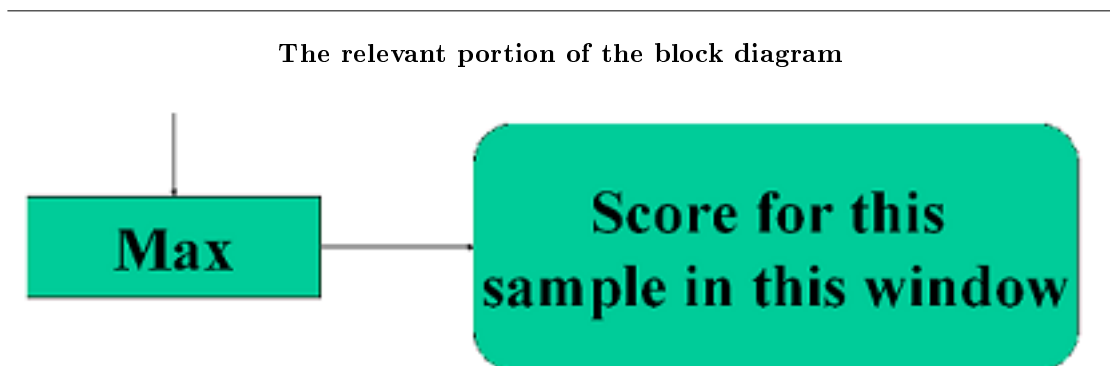 The relevant portion of the block diagram
Max
Score for this
sample in this window